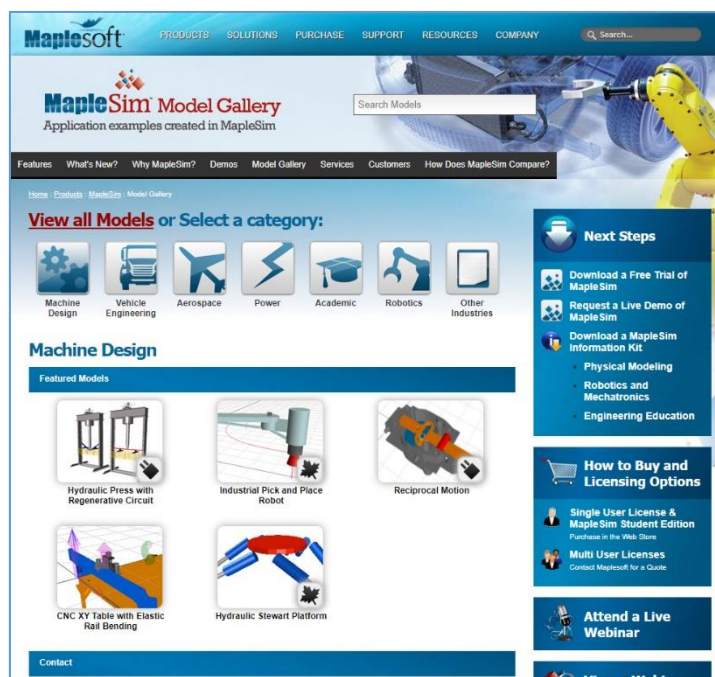 Maplesoft
PRODUCTS SOLUTIONS PURCHASE SUPPORT RESOURCES COMPANY
Search...
MapleSim Model Gallery
Application examples created in MapleSim
Search Models
Features What's New? Why MapleSim? Demos Model Gallery Services Customers How Does MapleSim Compare?
Home : Products : MapleSim : Model Gallery
View all Models or Select a category:
Machine
Design
Vehicle
Engineering
Aerospace
Power
Academic
Robotics
Other
Industries
Machine Design
Featured Models
Hydraulic Press with
Regenerative Circuit
Industrial Pick and Place
Robot
Reciprocal Motion
CNC XY Table with Elastic
Rail Bending
Hydraulic Stewart Platform
Contact
Next Steps
Download a Free Trial of
MapleSim
Request a Live Demo of
MapleSim
Download a MapleSim
Information Kit
Physical Modeling
Robotics and
Mechatronics
Engineering Education
How to Buy and
Licensing Options
Single User License &
MapleSim Student Edition
Purchase in the Web Store
Multi User Licenses
Contact Maplesoft for a Quote
Attend a Live
Webinar